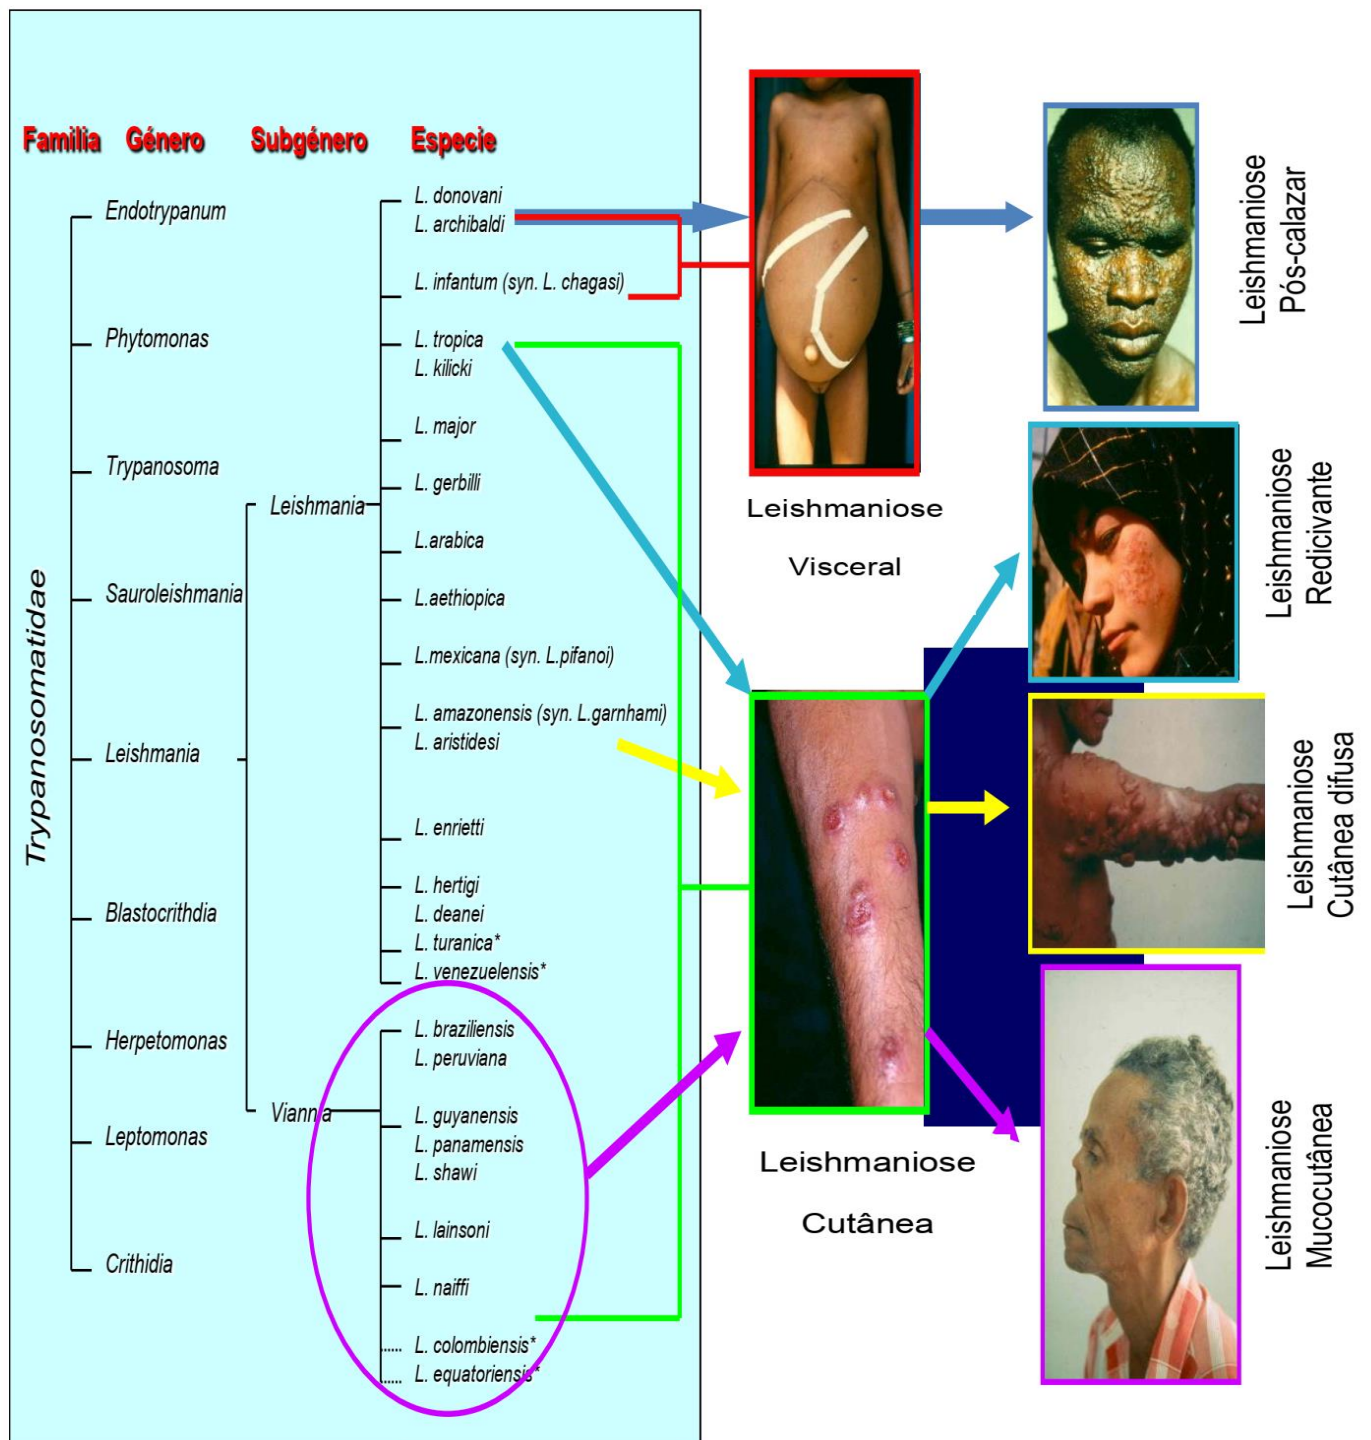 Familia Género Subgénero Especie
Trypanosomatidae
Endotrypanum
Phytomonas
Trypanosoma
Sauroleishmania
Leishmania
Blastocrithdia
Herpetomonas
Leptomonas
Crithidia
Leishmania
Viannia
L. donovani
L. archibaldi
L. infantum (syn. L. chagasi)
L. tropica
L. kilicki
L. major
L. gerbilli
L.arabica
L.aethiopica
L.mexicana (syn. L.pifanoi)
L. amazonensis (syn. L.garnhami)
L. aristidesi
L. enrietti
L. hertigi
L. deanei
L. turanica*
L. venezuelensis*
L. braziliensis
L. peruviana
L. guyanensis
L. panamensis
L. shawi
L. lainsoni
L. naiffi
L. colombiensis*
L. equatoriensis*
Leishmaniose
Visceral
Leishmaniose
Cutânea
Leishmaniose
Pós-calazar
Leishmaniose
Redicivante
Leishmaniose
Cutânea difusa
Leishmaniose
Mucocutânea